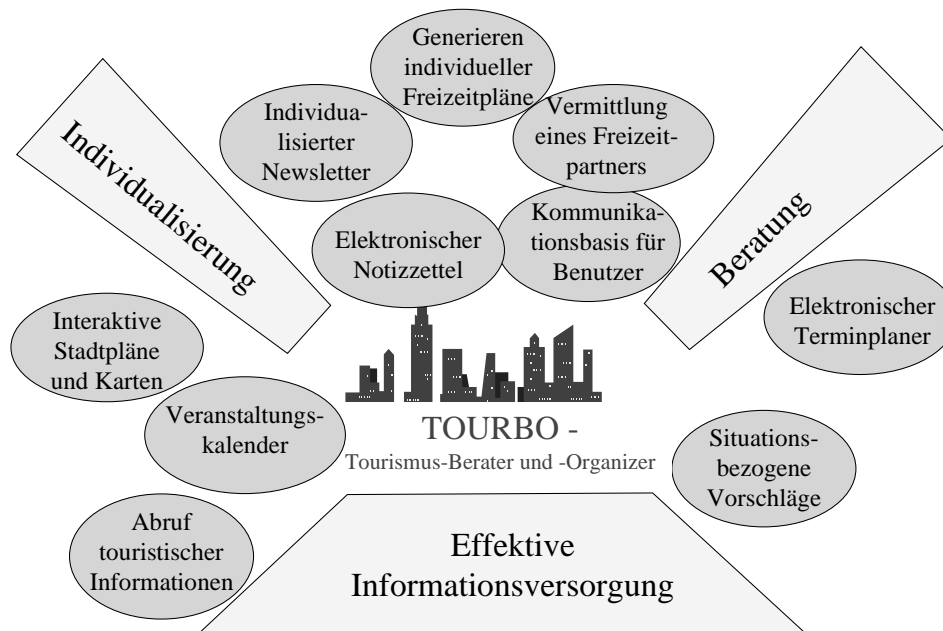 Generieren
individueller
Freizeitpläne
Individua-
lisierter
Newsletter
Vermittlung
eines Freizeit-
partners
Individualisierung
Beratung
Elektronischer
Notizzettel
Kommunika-
tionsbasis für
Benutzer
Interaktive
Stadtpläne
und Karten
Elektronischer
Terminplaner
Veranstaltungs-
kalender
TOURBO -
Tourismus-Berater und -Organizer
Situations-
bezogene
Vorschläge
Abruf
touristischer
Informationen
Effektive
Informationsversorgung